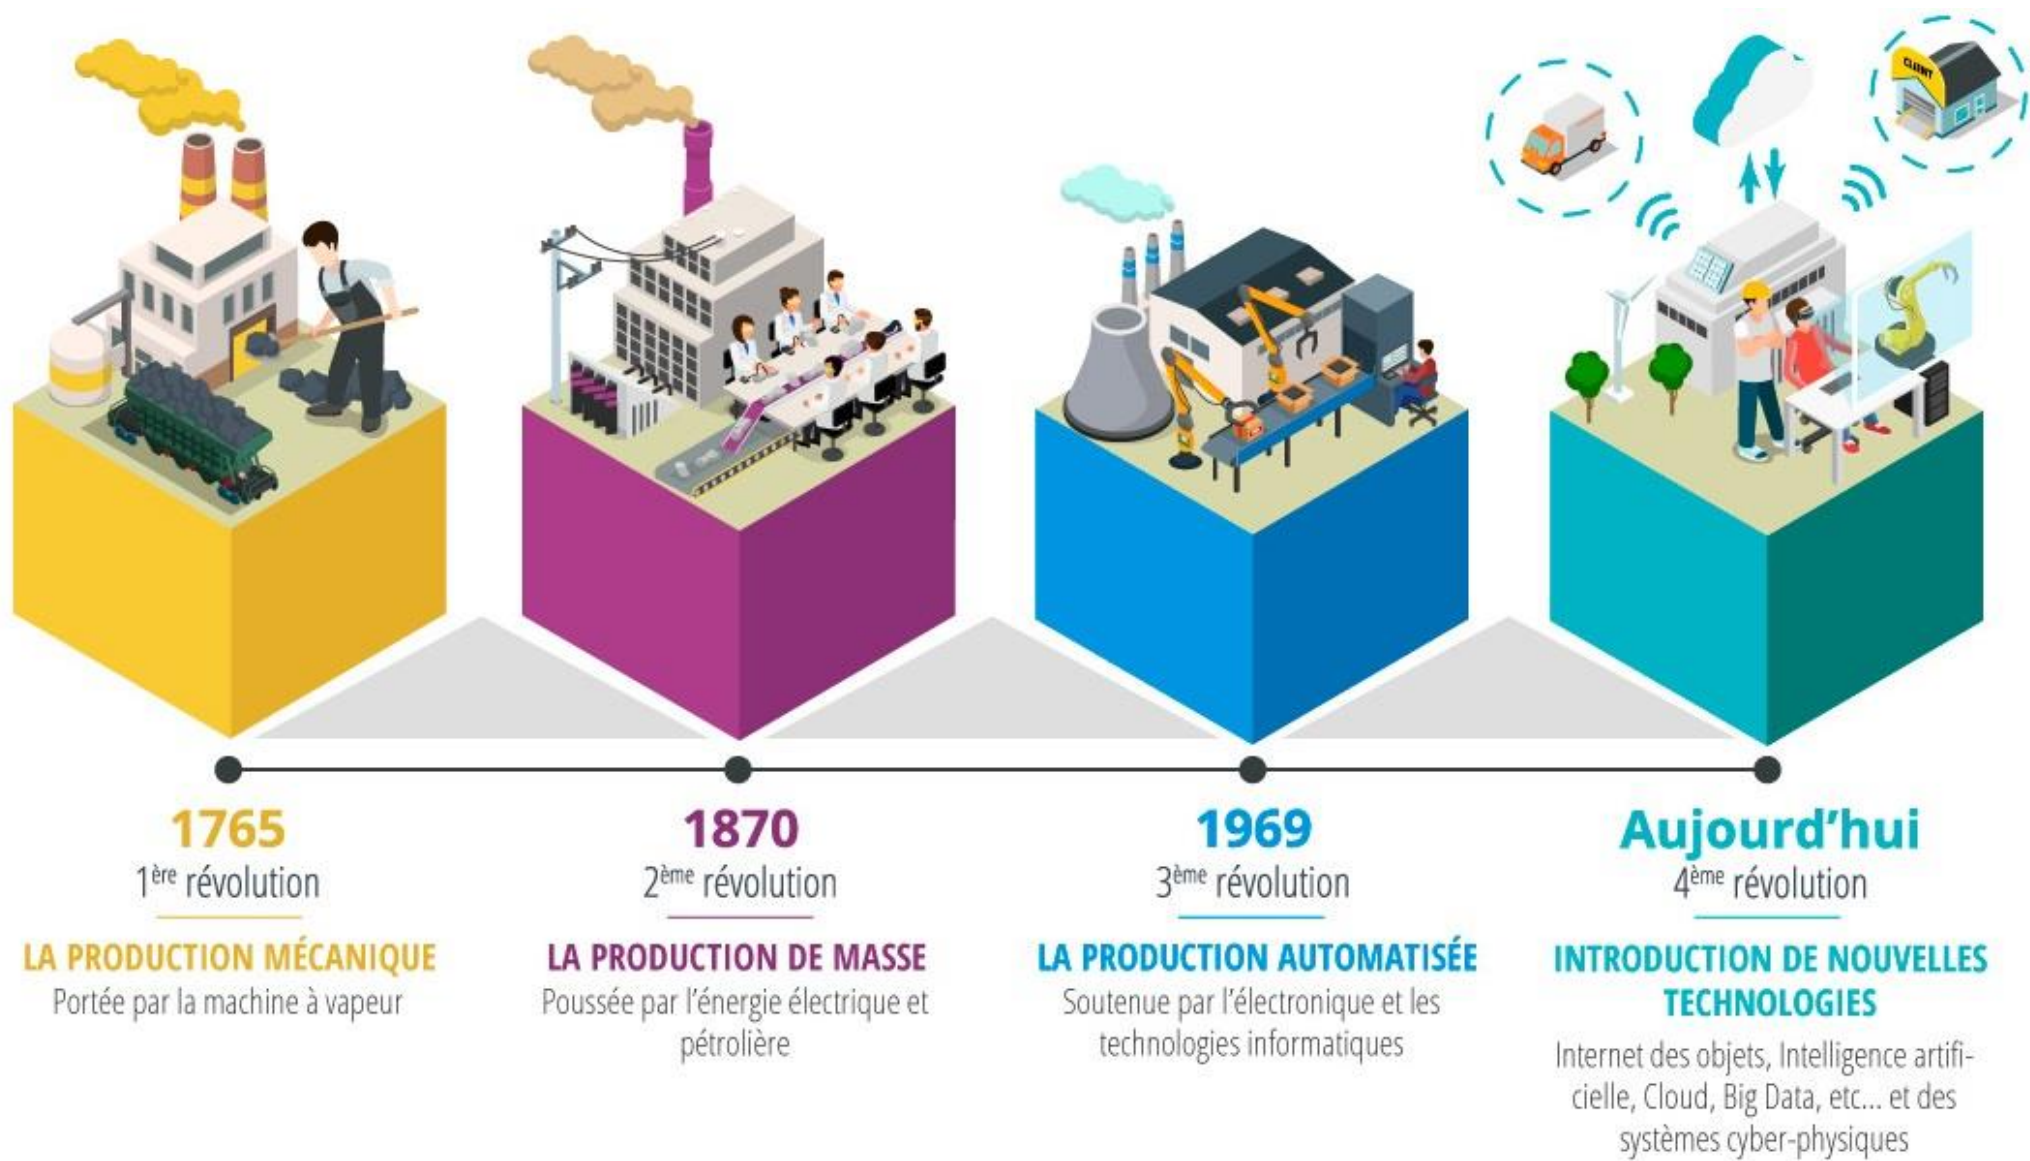 CLIENT
1765
1ère révolution
LA PRODUCTION MÉCANIQUE
Portée par la machine à vapeur
1870
2ème révolution
LA PRODUCTION DE MASSE
Poussée par l'énergie électrique et
pétrolière
1969
3ème révolution
LA PRODUCTION AUTOMATISÉE
Soutenue par l'électronique et les
technologies informatiques
Aujourd'hui
4ème révolution
INTRODUCTION DE NOUVELLES
TECHNOLOGIES
Internet des objets, Intelligence artifi-
cielle, Cloud, Big Data, etc... et des
systèmes cyber-physiques